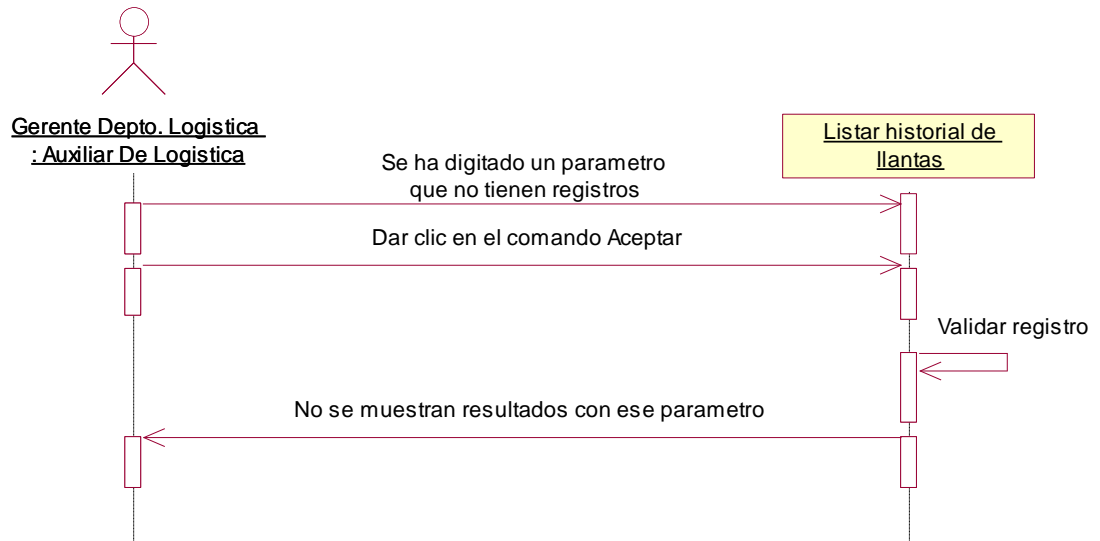 Gerente Depto. Logistica
: Auxiliar De Logistica
Listar historial de
llantas
Se ha digitado un parametro
que no tienen registros
Dar clic en el comando Aceptar
Validar registro
No se muestran resultados con ese parametro